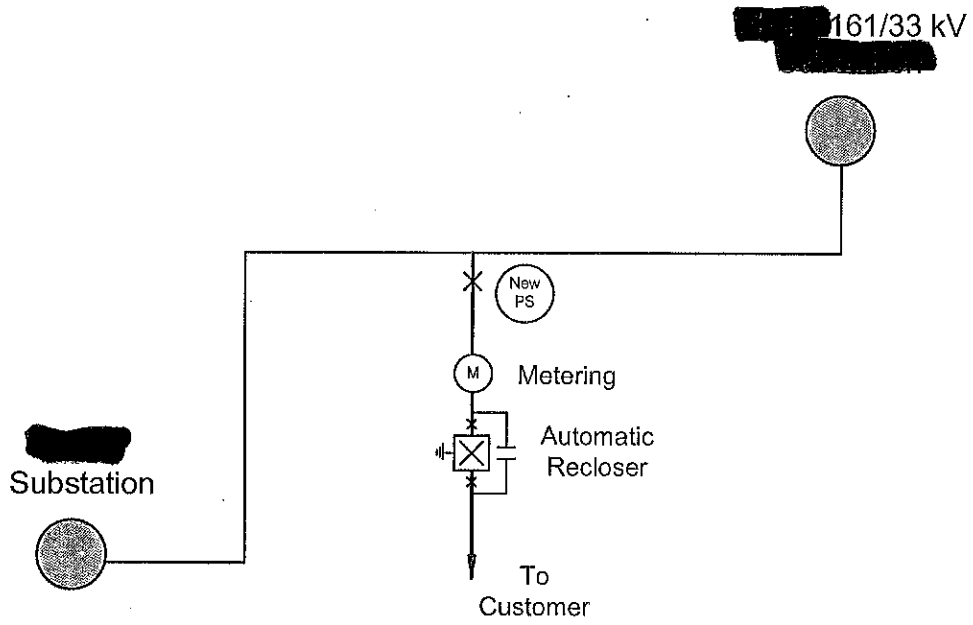 161/33 kV
New
PS
M
Metering
Automatic
Recloser
Substation
To
Customer